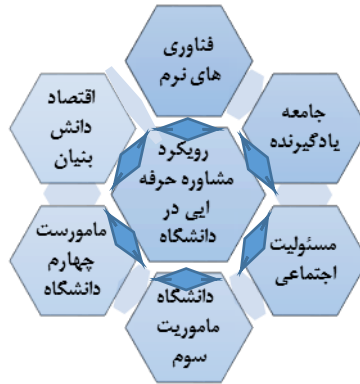 فناوری
های نرم
جامعه
یادگیرنده
مسئولیت
اجتماعی
دانشگاه
ماموریت
سوم
مامورست
چهارم
دانشگاه
اقتصاد
دانش
بنیان
رویکرد
مشاوره حرفه
ایی در
دانشگاه